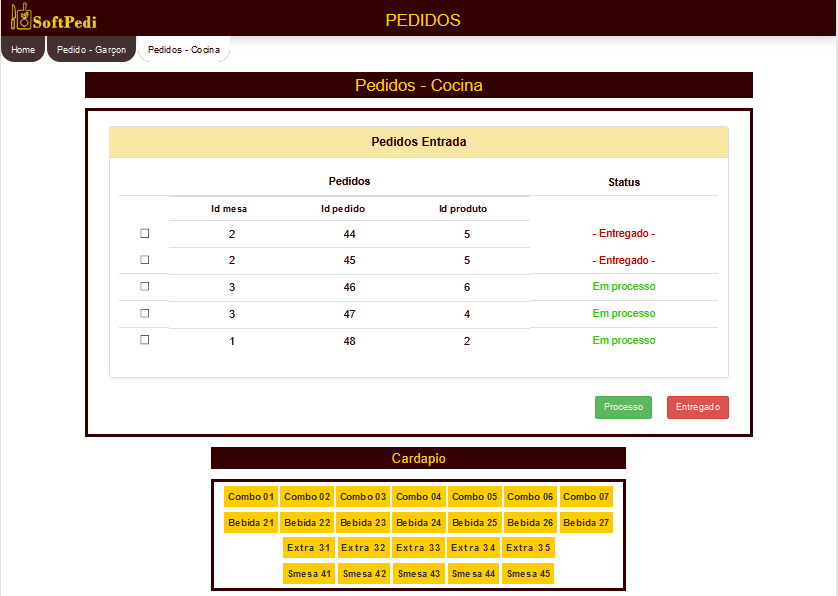 SoftPedi
PEDIDOS
Home Pedido - Garçon Pedidos - Cocina
Pedidos - Cocina
Pedidos Entrada
Pedidos Status
Id mesa Id pedido Id produto
2 44 5 - Entregado -
2 45 5 - Entregado -
3 46 6 Em processo
3 47 4 Em processo
1 48 2 Em processo
Processo Entregado
Cardapio
Combo 01 Combo 02 Combo 03 Combo 04 Combo 05 Combo 06 Combo 07
Bebida 21 Bebida 22 Bebida 23 Bebida 24 Bebida 25 Bebida 26 Bebida 27
Extra 31 Extra 32 Extra 33 Extra 34 Extra 35
Smesa 41 Smesa 42 Smesa 43 Smesa 44 Smesa 45